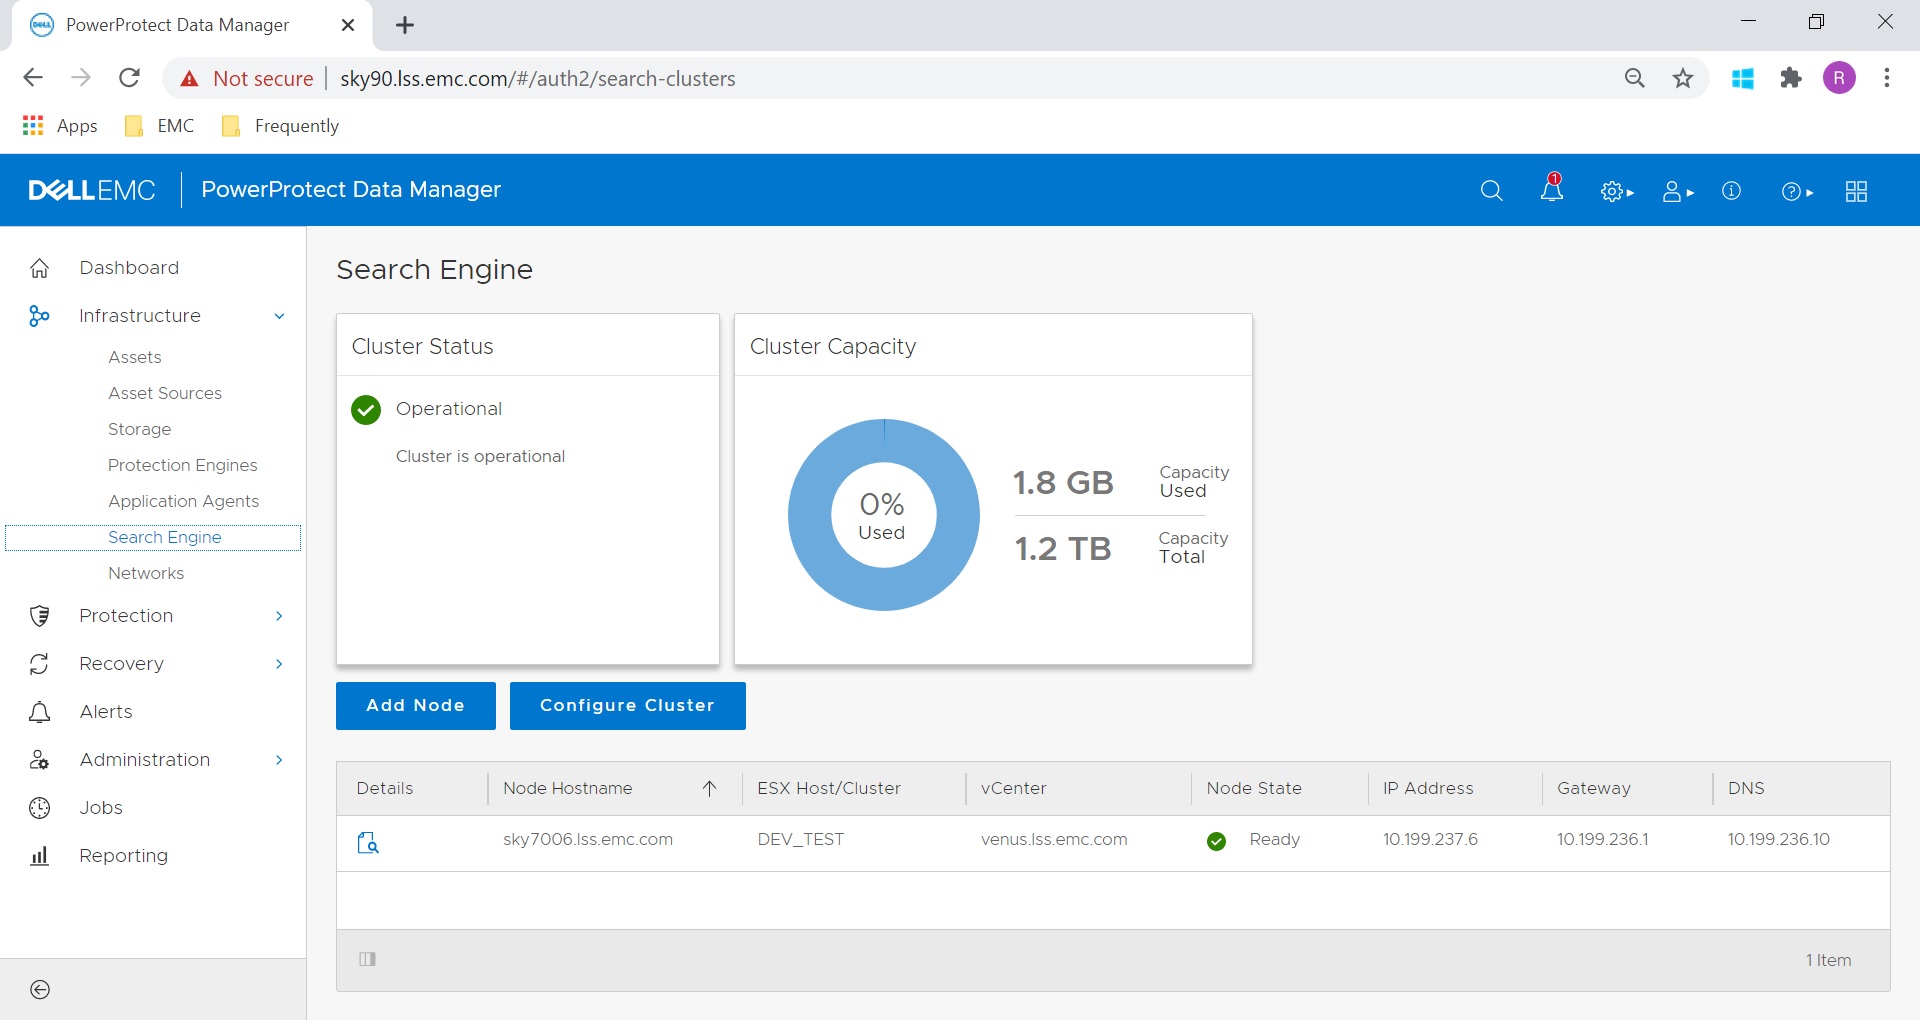 PowerProtect Data Manager
Not secure sky90.lss.emc.com/#/auth2/search-clusters
R
Apps EMC Frequently
DELLEMC PowerProtect Data Manager
1
Dashboard
Infrastructure
Assets
Asset Sources
Storage
Protection Engines
Application Agents
Search Engine
Networks
Protection
Recovery
Alerts
Administration
Jobs
Reporting
Search Engine
Cluster Status
Operational
Cluster is operational
Cluster Capacity
0%
Used
1.8 GB Capacity Used
1.2 TB Capacity Total
Add Node Configure Cluster
Details Node Hostname ESX Host/Cluster vCenter Node State IP Address Gateway DNS
sky7006.lss.emc.com DEV_TEST venus.lss.emc.com Ready 10.199.237.6 10.199.236.1 10.199.236.10
1 Item